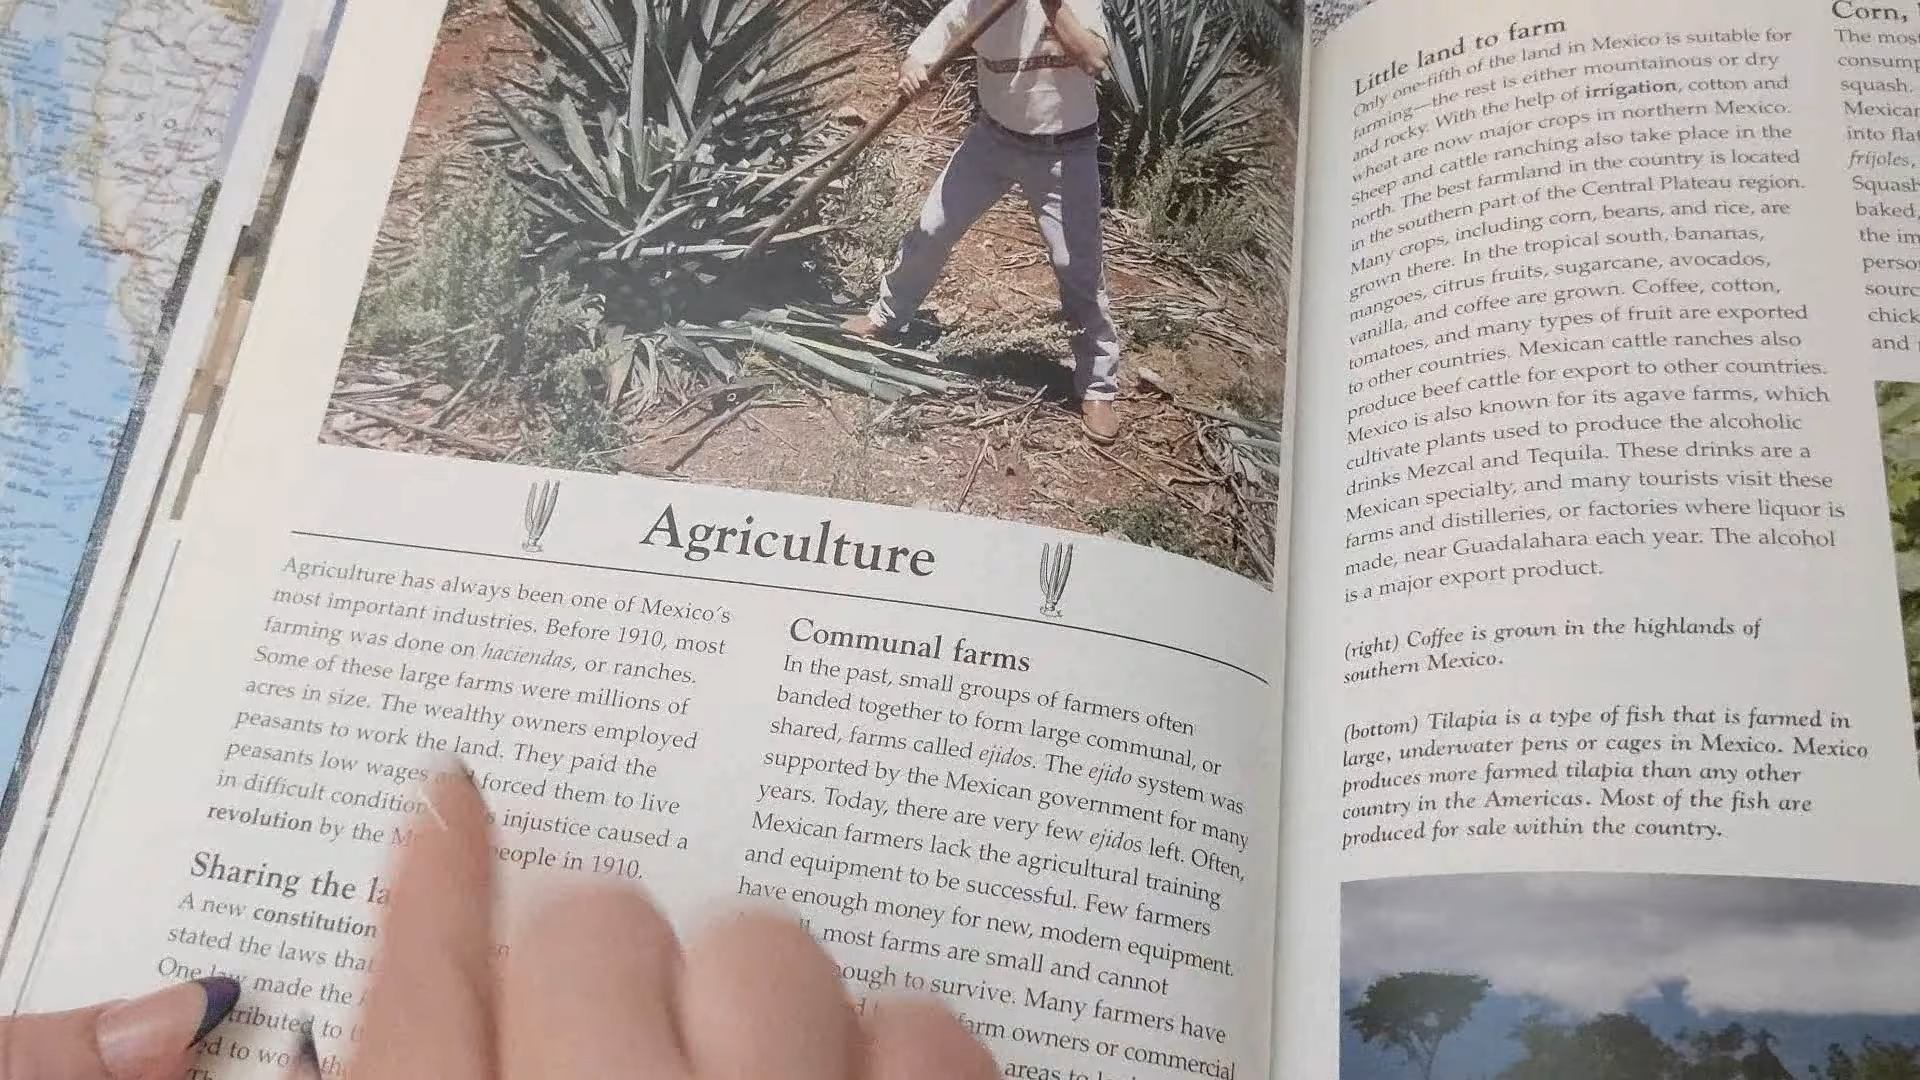 Agriculture
Agriculture has always been one of Mexico's
most important industries. Before 1910, most
farming was done on haciendas, or ranches.
Some of these large farms were millions of
acres in size. The wealthy owners employed
peasants to work the land. They paid the
peasants low wages and forced them to live
in difficult injustice caused a
revolution by the people in 1910.
Sharing the
A new constitution
stated the laws that
One law made the
to
to
Communal farms
In the past, small groups of farmers often
banded together to form large communal, or
shared, farms called ejidos. The ejido system was
supported by the Mexican government for many
years. Today, there are very few ejidos left. Often,
Mexican farmers lack the agricultural training
and equipment to be successful. Few farmers
have enough money for new, modern equipment.
most farms are small and cannot
to survive. Many farmers have
farm owners or commercial
areas to
Little land to farm
Only one-fifth of the land in Mexico is suitable for
farming—the rest is either mountainous or dry
and rocky. With the help of irrigation, cotton and
wheat are now major crops in northern Mexico.
Sheep and cattle ranching also take place in the
north. The best farmland in the country is located
in the southern part of the Central Plateau region.
Many crops, including corn, beans, and rice, are
grown there. In the tropical south, bananas,
mangoes, citrus fruits, sugarcane, avocados,
vanilla, and coffee are grown. Coffee, cotton,
tomatoes, and many types of fruit are exported
to other countries. Mexican cattle ranches also
produce beef cattle for export to other countries.
Mexico is also known for its agave farms, which
cultivate plants used to produce the alcoholic
drinks Mezcal and Tequila. These drinks are a
Mexican specialty, and many tourists visit these
farms and distilleries, or factories where liquor is
made, near Guadalahara each year. The alcohol
is a major export product.
(right) Coffee is grown in the highlands of
southern Mexico.
(bottom) Tilapia is a type of fish that is farmed in
large, underwater pens or cages in Mexico. Mexico
produces more farmed tilapia than any other
country in the Americas. Most of the fish are
produced for sale within the country.
Corn,
The most
squash.
into
frijoles,
baked,
the
and